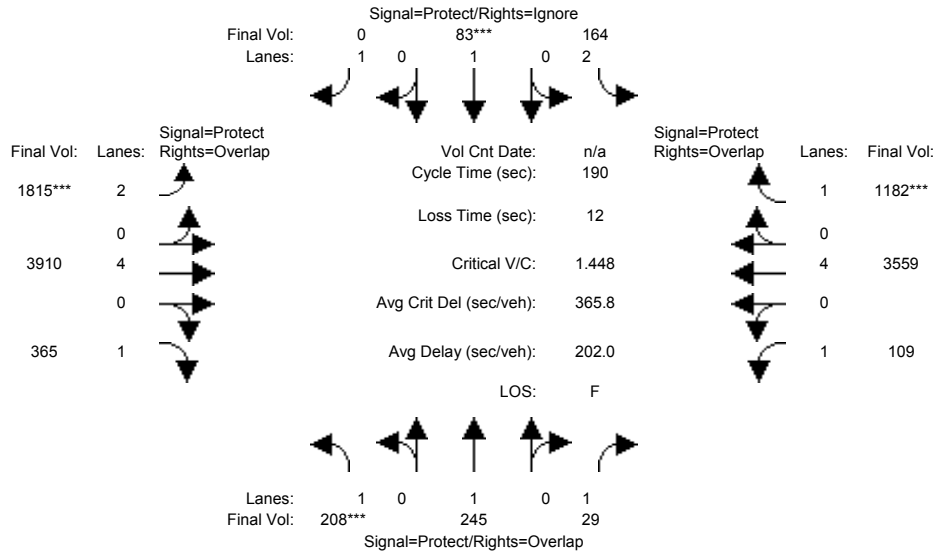 Signal=Protect/Rights=Ignore
Final Vol: 0 83*** 164
Lanes: 1 0 1 0 2
Signal=Protect
Final Vol: Lanes: Rights=Overlap
1815*** 2
0
3910 4
0
365 1
Vol Cnt Date: n/a
Cycle Time (sec): 190
Loss Time (sec): 12
Critical V/C: 1.448
Avg Crit Del (sec/veh): 365.8
Avg Delay (sec/veh): 202.0
LOS: F
Signal=Protect
Rights=Overlap Lanes: Final Vol:
1 1182***
0
4 3559
0
1 109
Lanes: 1 0 1 0 1
Final Vol: 208*** 245 29
Signal=Protect/Rights=Overlap